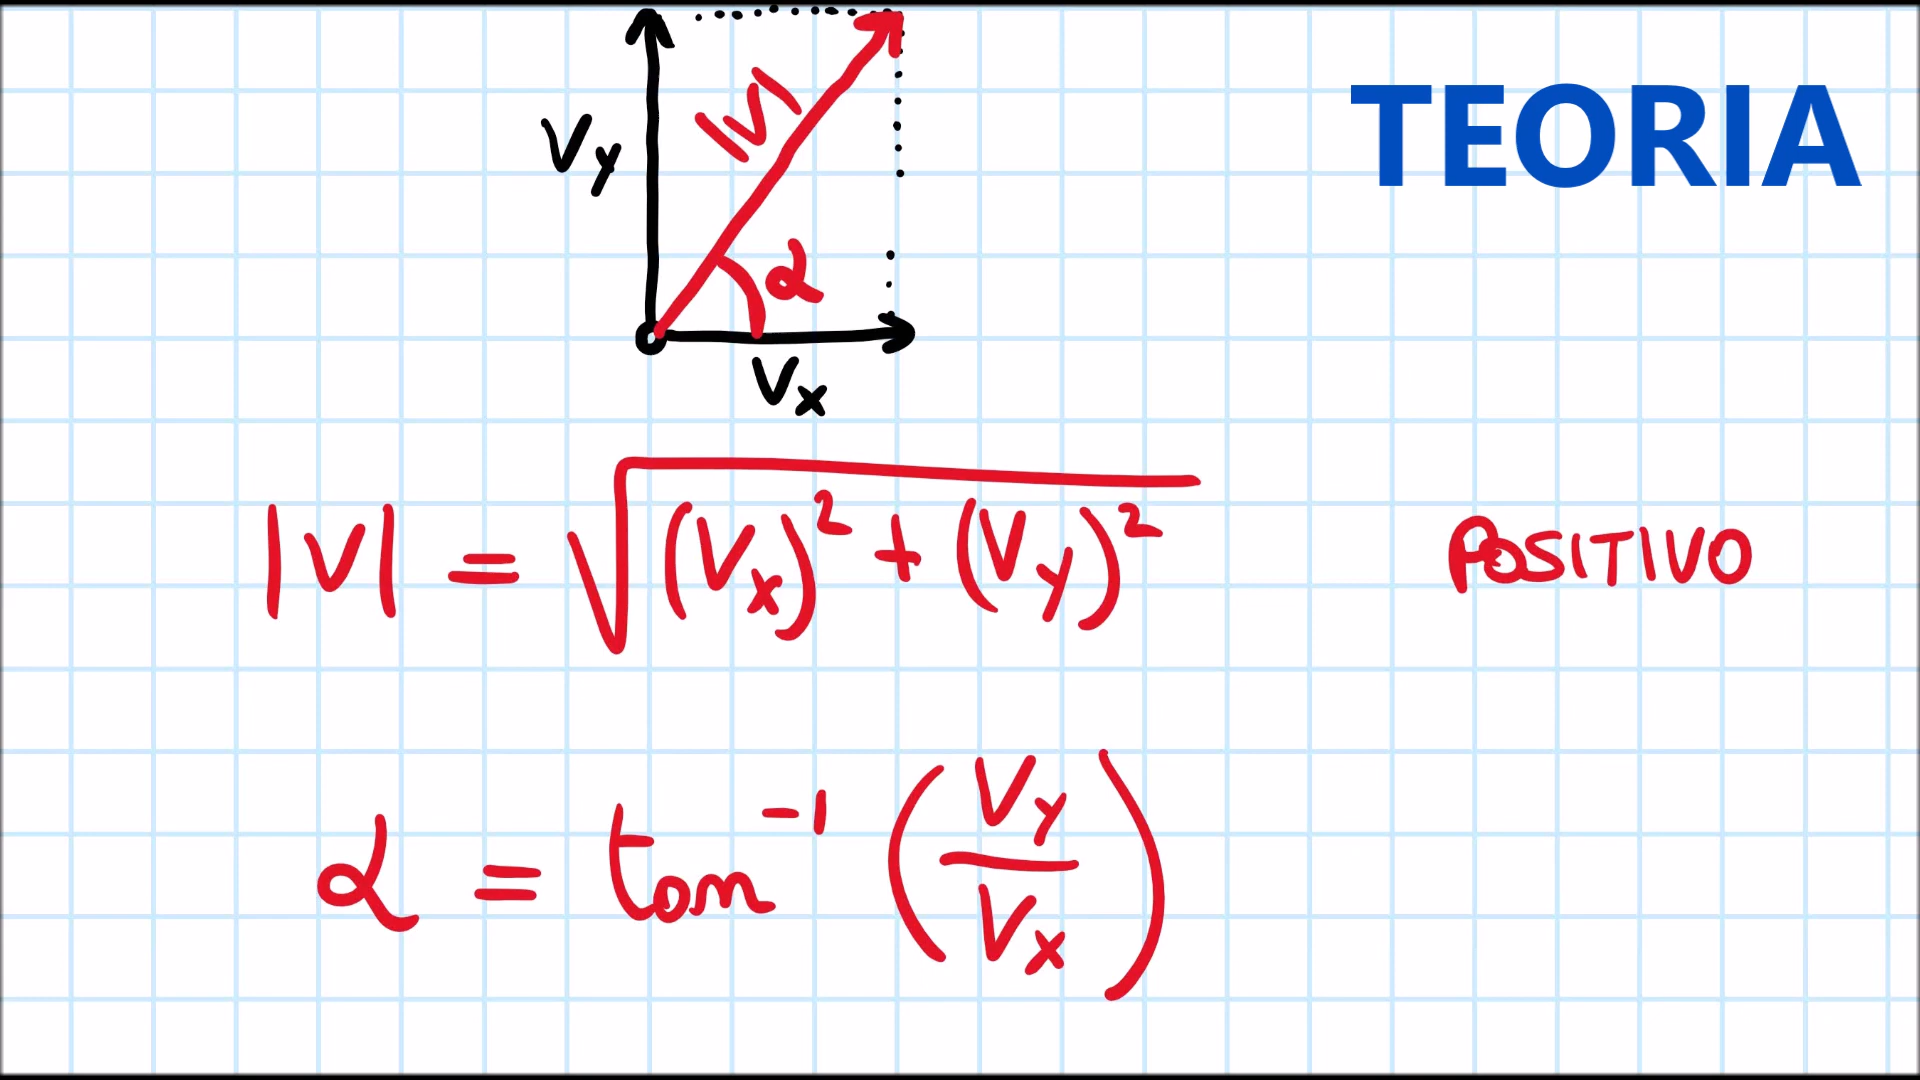 TEORIA
|V|
Vy
α
Vx
|V| = √(Vx)² + (Vy)²
POSITIVO
α = tan⁻¹ (Vy/Vx)